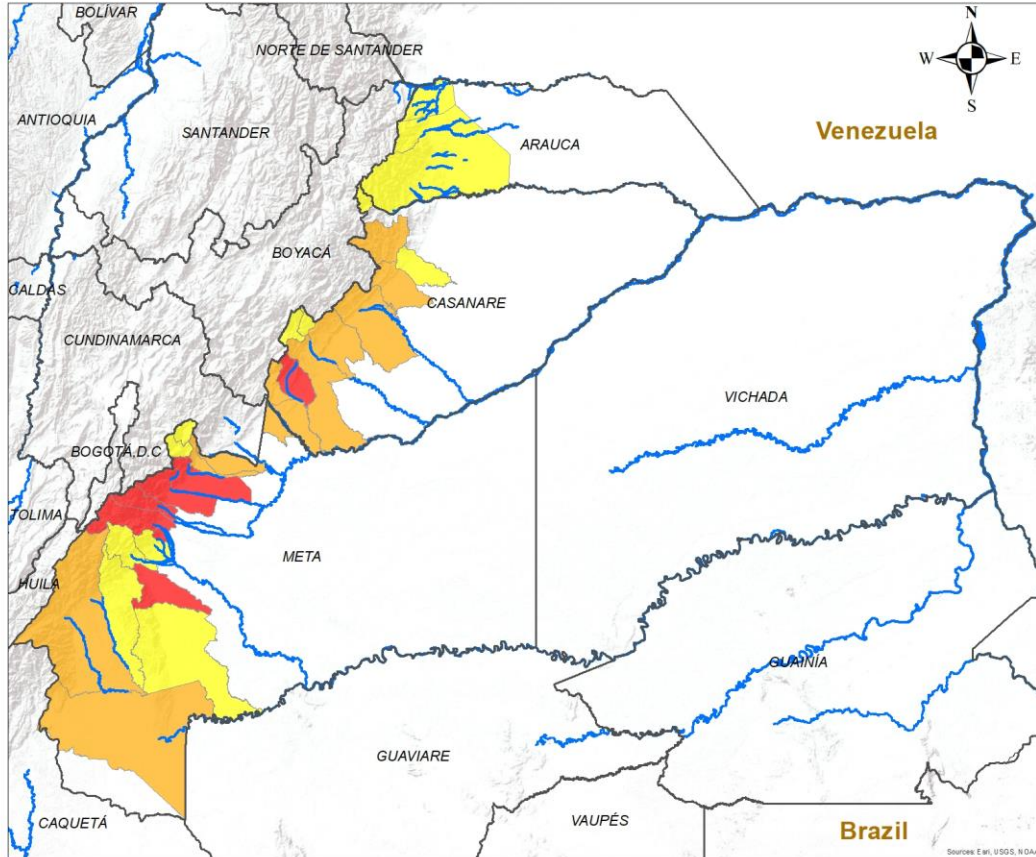 BOLÍVAR
N
NORTE DE SANTANDER
W
E
S
ANTIOQUIA
SANTANDER
Venezuela
ARAUCA
BOYACÁ
CALDAS
CASANARE
CUNDINAMARCA
VICHADA
BOGOTÁ,D.C
TOLIMA
META
HUILA
GUAINÍA
GUAVIARE
CAQUETÁ
VAUPÉS
Brazil
Sources: Esri, USGS, NOAA